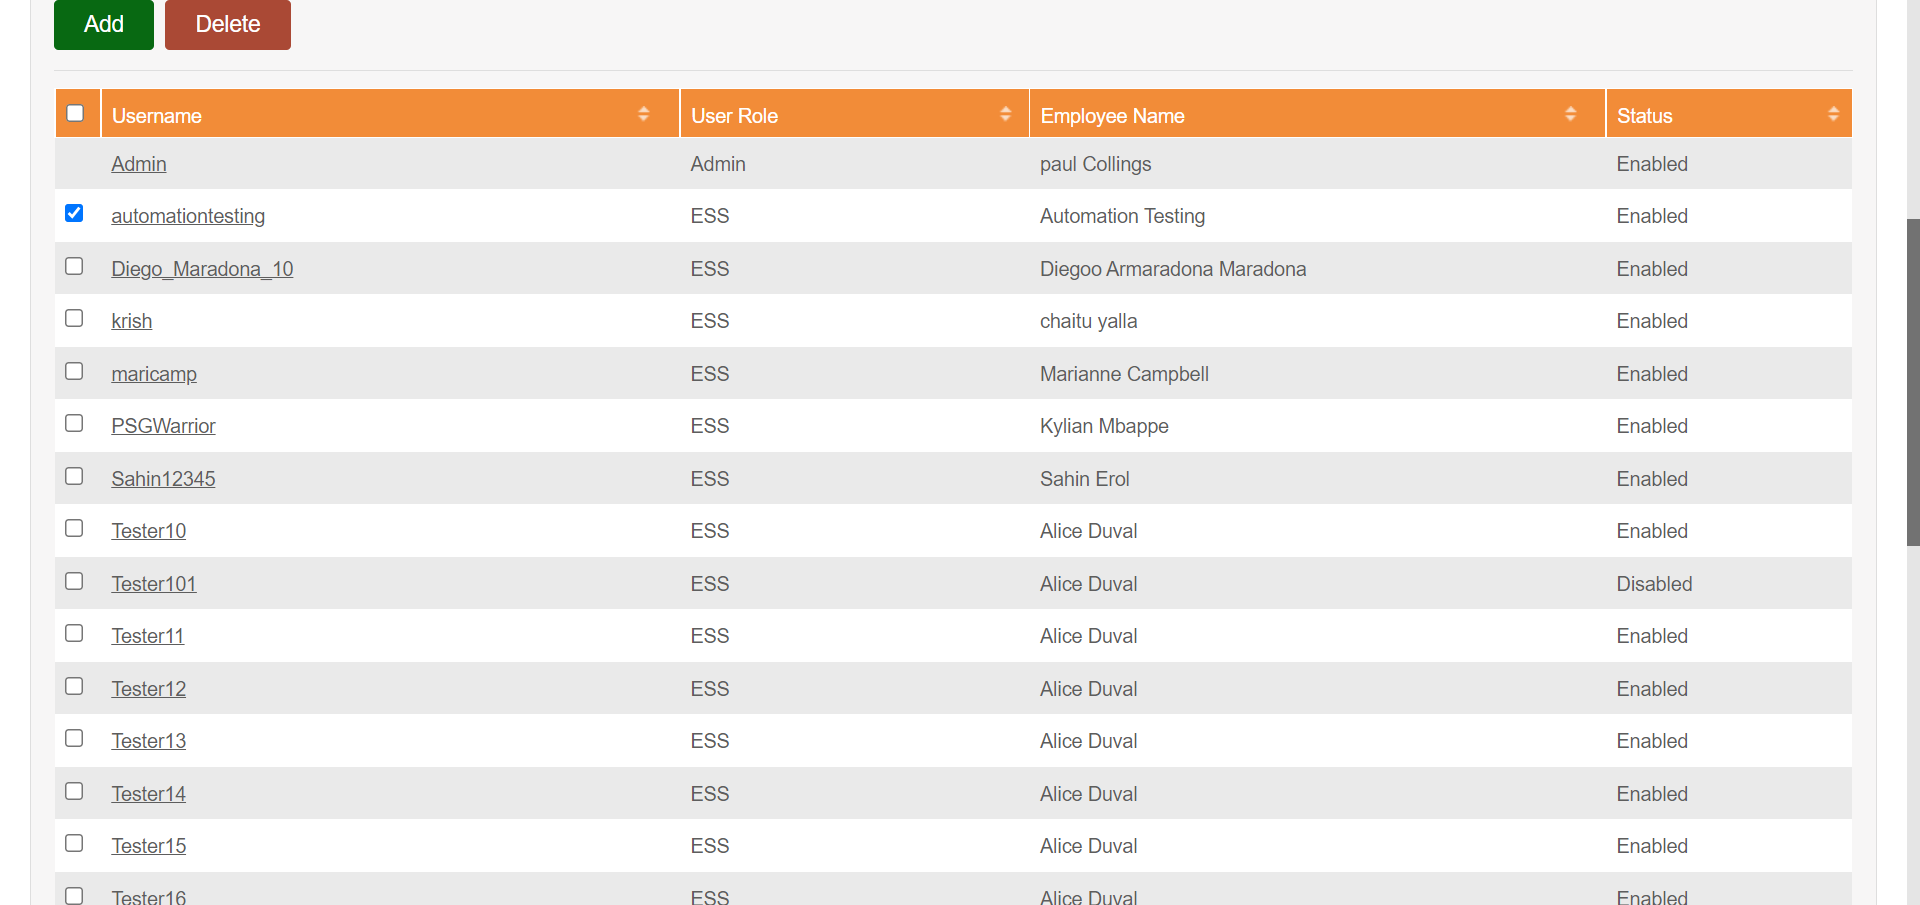 Add Delete
Username User Role Employee Name Status
Admin Admin paul Collings Enabled
automationtesting ESS Automation Testing Enabled
Diego_Maradona_10 ESS Diegoo Armaradona Maradona Enabled
krish ESS chaitu yalla Enabled
maricamp ESS Marianne Campbell Enabled
PSGWarrior ESS Kylian Mbappe Enabled
Sahin12345 ESS Sahin Erol Enabled
Tester10 ESS Alice Duval Enabled
Tester101 ESS Alice Duval Disabled
Tester11 ESS Alice Duval Enabled
Tester12 ESS Alice Duval Enabled
Tester13 ESS Alice Duval Enabled
Tester14 ESS Alice Duval Enabled
Tester15 ESS Alice Duval Enabled
Tester16 ESS Alice Duval Enabled